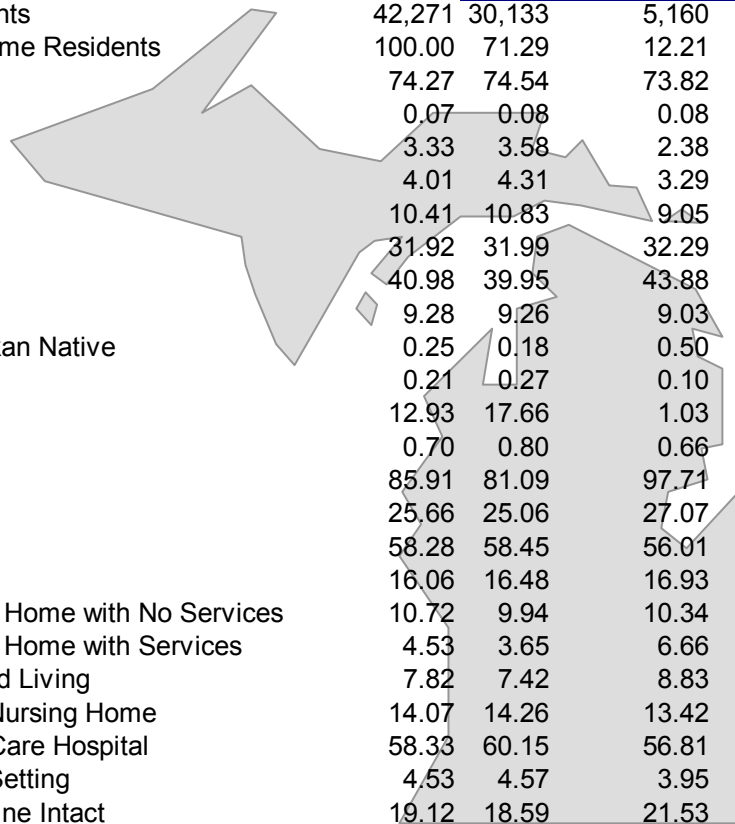 nts 42,271 30,133 5,160
me Residents 100.00 71.29 12.21
74.27 74.54 73.82
0.07 0.08 0.08
3.33 3.58 2.38
4.01 4.31 3.29
10.41 10.83 9.05
31.92 31.99 32.29
40.98 39.95 43.88
9.28 9.26 9.03
kan Native 0.25 0.18 0.50
0.21 0.27 0.10
12.93 17.66 1.03
0.70 0.80 0.66
85.91 81.09 97.71
25.66 25.06 27.07
58.28 58.45 56.01
16.06 16.48 16.93
Home with No Services 10.72 9.94 10.34
Home with Services 4.53 3.65 6.66
d Living 7.82 7.42 8.83
Nursing Home 14.07 14.26 13.42
Care Hospital 58.33 60.15 56.81
Setting 4.53 4.57 3.95
ne Intact 19.12 18.59 21.53